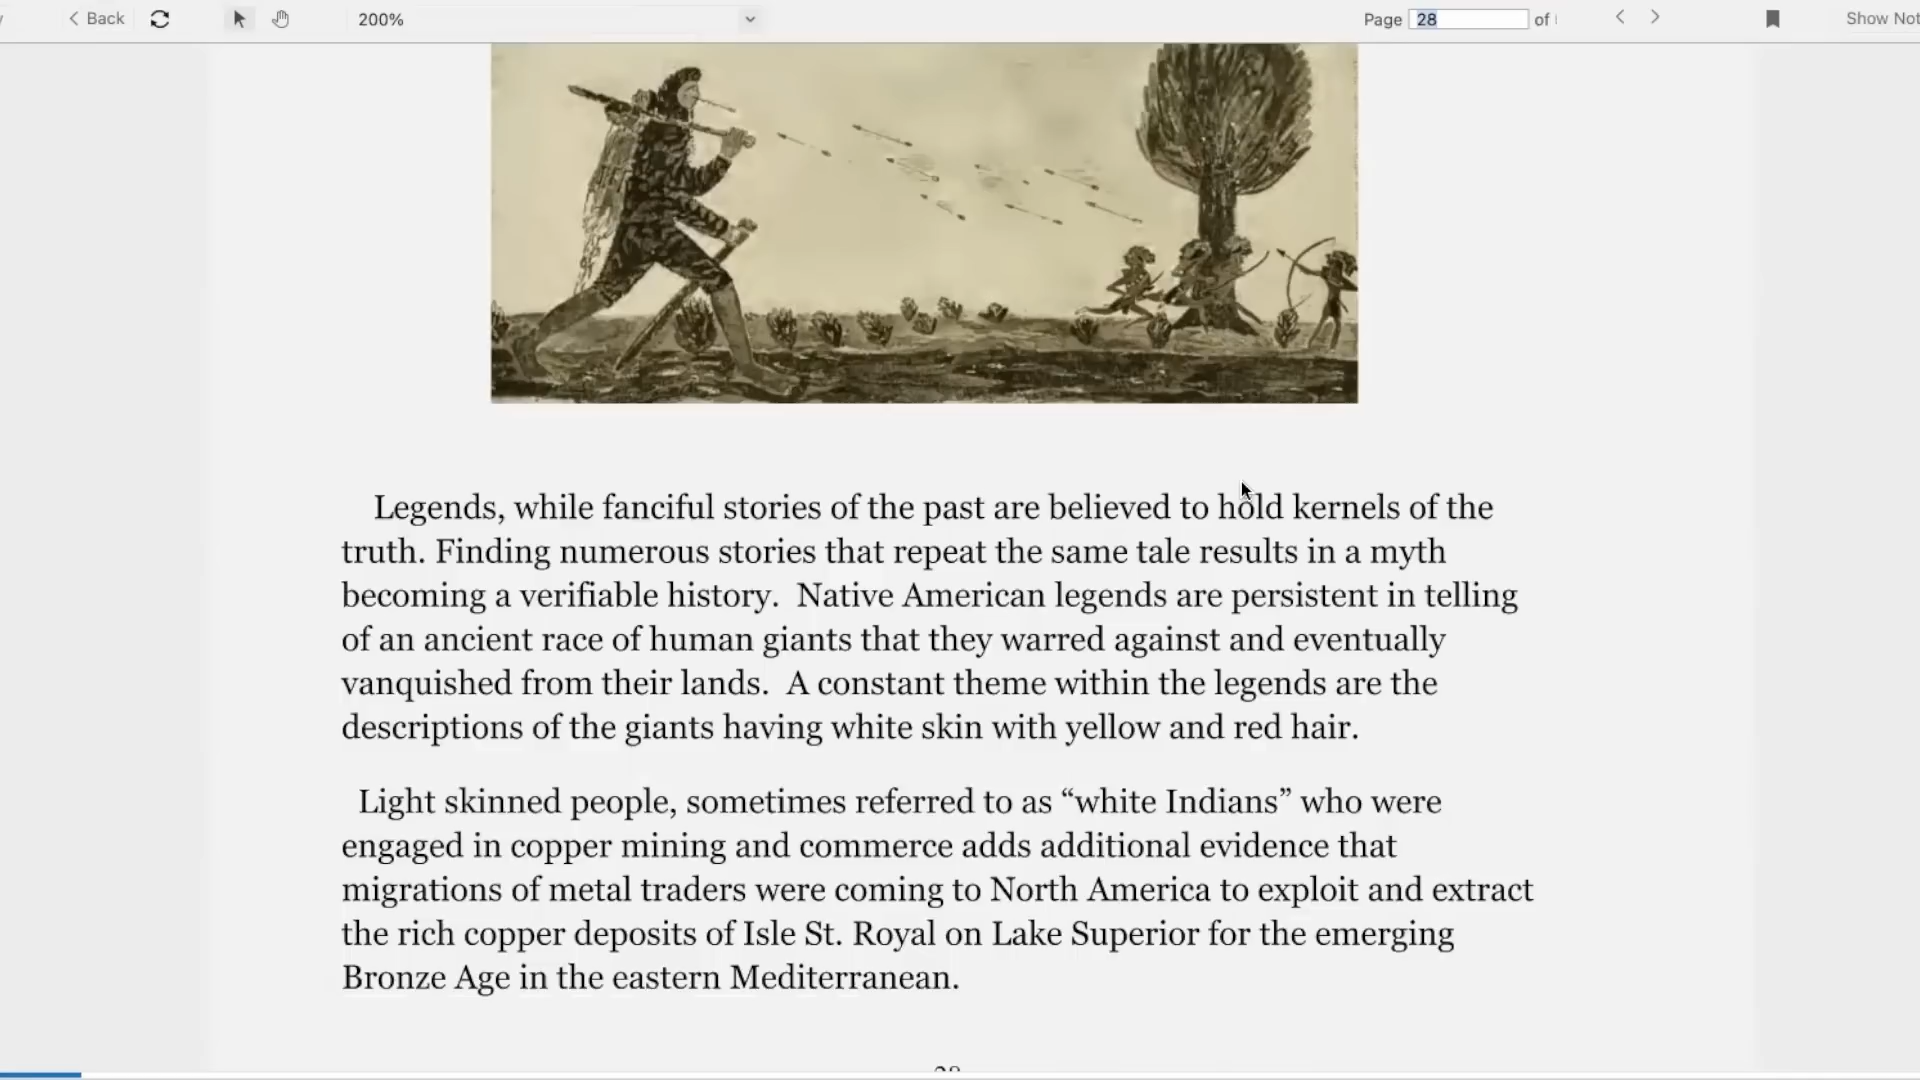 Back
200%
Page 28 of
Show Not
Legends, while fanciful stories of the past are believed to hold kernels of the
truth. Finding numerous stories that repeat the same tale results in a myth
becoming a verifiable history.  Native American legends are persistent in telling
of an ancient race of human giants that they warred against and eventually
vanquished from their lands.  A constant theme within the legends are the
descriptions of the giants having white skin with yellow and red hair.
Light skinned people, sometimes referred to as “white Indians” who were
engaged in copper mining and commerce adds additional evidence that
migrations of metal traders were coming to North America to exploit and extract
the rich copper deposits of Isle St. Royal on Lake Superior for the emerging
Bronze Age in the eastern Mediterranean.